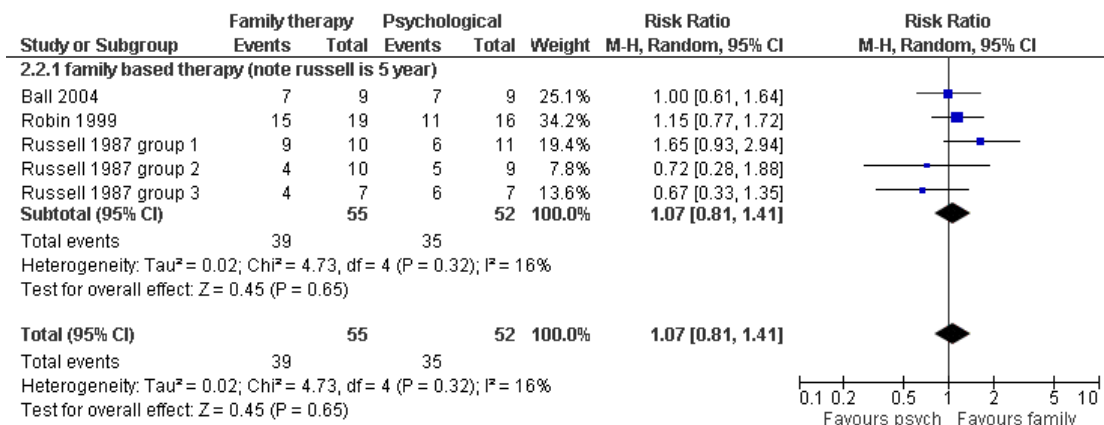 Family therapy Psychological Risk Ratio Risk Ratio
Study or Subgroup Events Total Events Total Weight M-H, Random, 95% CI M-H, Random, 95% CI
2.2.1 family based therapy (note russell is 5 year)
Ball 2004 7 9 7 9 25.1% 1.00 [0.61, 1.64]
Robin 1999 15 19 11 16 34.2% 1.15 [0.77, 1.72]
Russell 1987 group 1 9 10 6 11 19.4% 1.65 [0.93, 2.94]
Russell 1987 group 2 4 10 5 9 7.8% 0.72 [0.28, 1.88]
Russell 1987 group 3 4 7 6 7 13.6% 0.67 [0.33, 1.35]
Subtotal (95% CI) 55 52 100.0% 1.07 [0.81, 1.41]
Total events 39 35
Heterogeneity: Tau² = 0.02; Chi² = 4.73, df = 4 (P = 0.32); I² = 16%
Test for overall effect: Z = 0.45 (P = 0.65)
Total (95% CI) 55 52 100.0% 1.07 [0.81, 1.41]
Total events 39 35
Heterogeneity: Tau² = 0.02; Chi² = 4.73, df = 4 (P = 0.32); I² = 16%
Test for overall effect: Z = 0.45 (P = 0.65)
0.1 0.2 0.5 1 2 5 10
Favours psych Favours family